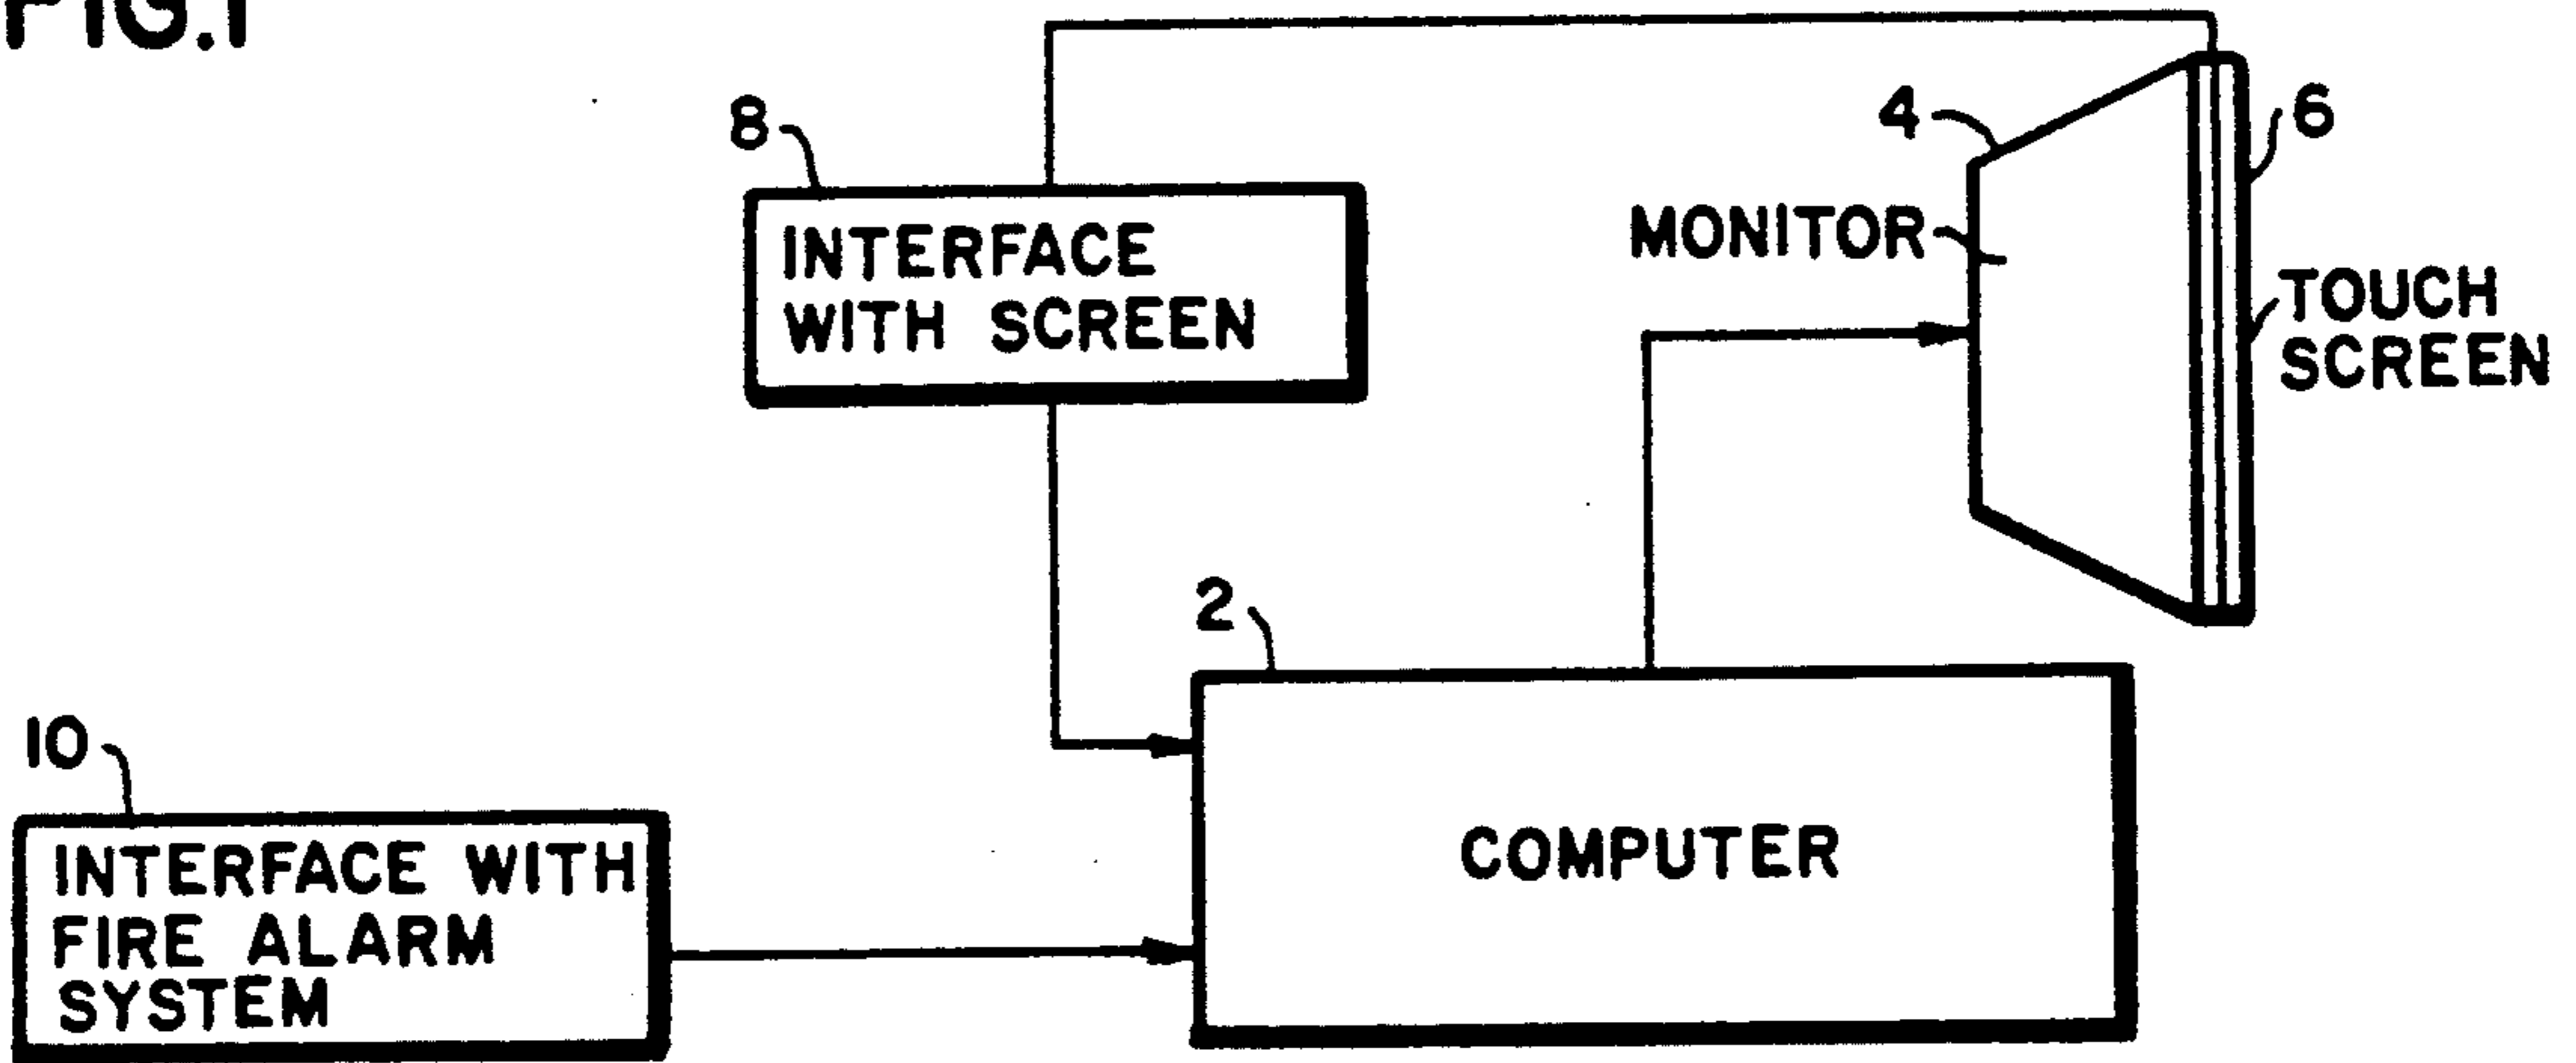 FIG.1
8
4
6
INTERFACE
WITH SCREEN
MONITOR
TOUCH
SCREEN
2
10
COMPUTER
INTERFACE WITH
FIRE ALARM
SYSTEM